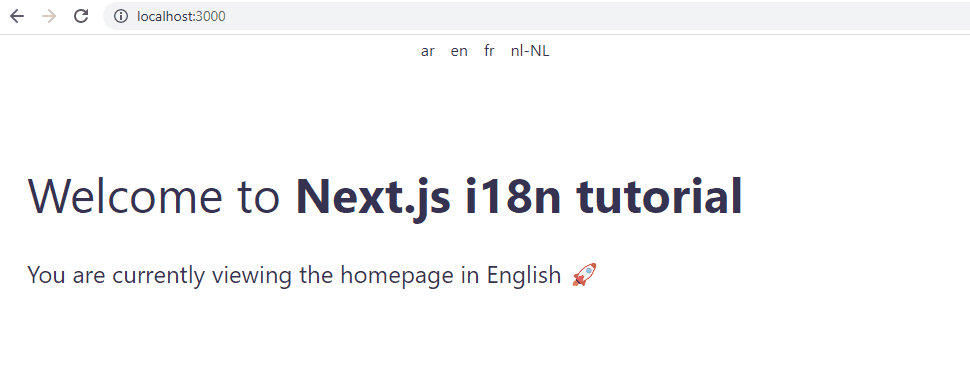 localhost:3000
ar en fr nl-NL
Welcome to Next.js i18n tutorial
You are currently viewing the homepage in English 🚀